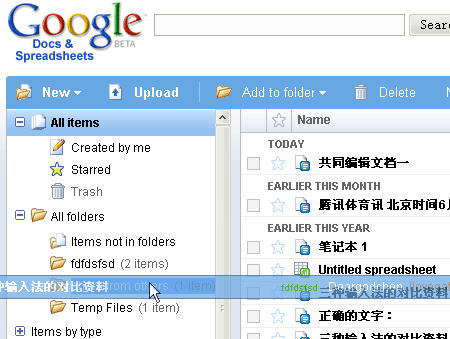 Google
Docs & BETA
Spreadsheets
Sear
New Upload Add to folder Delete
All items
Created by me
Starred
Trash
All folders
Items not in folders
fdfdsfsd (2 items)
种输入法的对比资料 from others (1 item)
Temp Files (1 item)
Items by type
Name
TODAY
共同编辑文档一
EARLIER THIS MONTH
腾讯体育讯 北京时间6月
EARLIER THIS YEAR
笔记本 1
Untitled spreadsheet
fdfdsfsd
三种输入法的对比资料
正确的文字：
三种输入法的对比资料